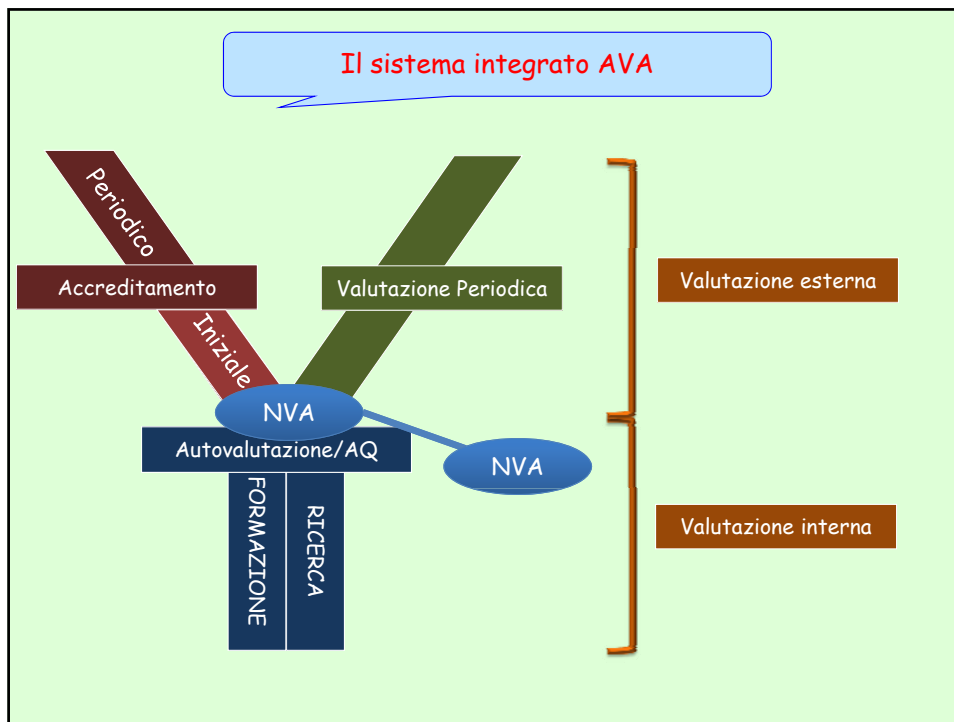 Il sistema integrato AVA
Periodico
Accreditamento
Iniziale
Valutazione Periodica
Valutazione esterna
NVA
Autovalutazione/AQ
NVA
FORMAZIONE
RICERCA
Valutazione interna